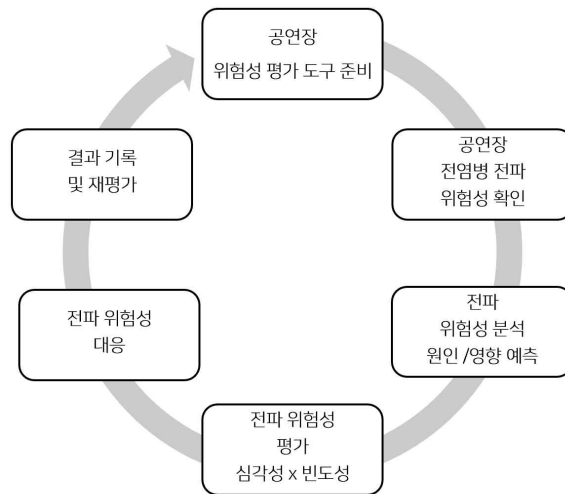 공연장
위험성 평가 도구 준비
공연장
전염병 전파
위험성 확인
전파
위험성 분석
원인 /영향 예측
전파 위험성
평가
심각성 x 빈도성
전파 위험성
대응
결과 기록
및 재평가